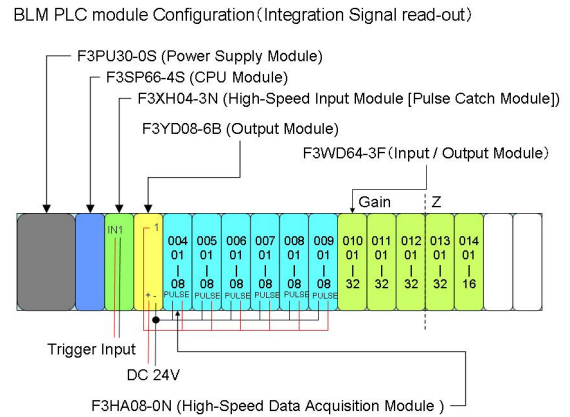 BLM PLC module Configuration（Integration Signal read-out）
F3PU30-0S (Power Supply Module)
F3SP66-4S (CPU Module)
F3XH04-3N (High-Speed Input Module [Pulse Catch Module])
F3YD08-6B (Output Module)
F3WD64-3F(Input / Output Module)
Gain Z
IN1 1 004 005 006 007 008 009 010 011 012 013 014
01 01 01 01 01 01 01 01 01 01 01
08 08 08 08 08 08 32 32 32 32 16
+ - PULSE PULSE PULSE PULSE PULSE PULSE
Trigger Input
DC 24V
F3HA08-0N (High-Speed Data Acquisition Module )